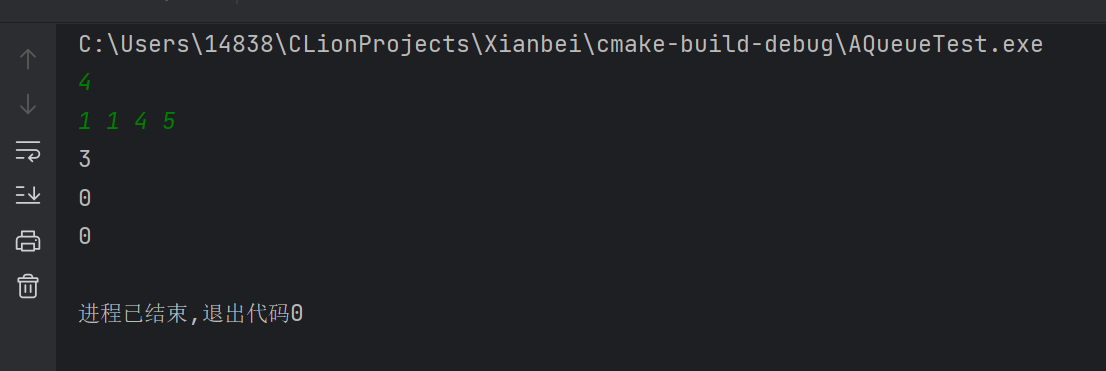 C:\Users\14838\CLionProjects\Xianbei\cmake-build-debug\AQueueTest.exe
4
1 1 4 5
3
0
0
进程已结束,退出代码0